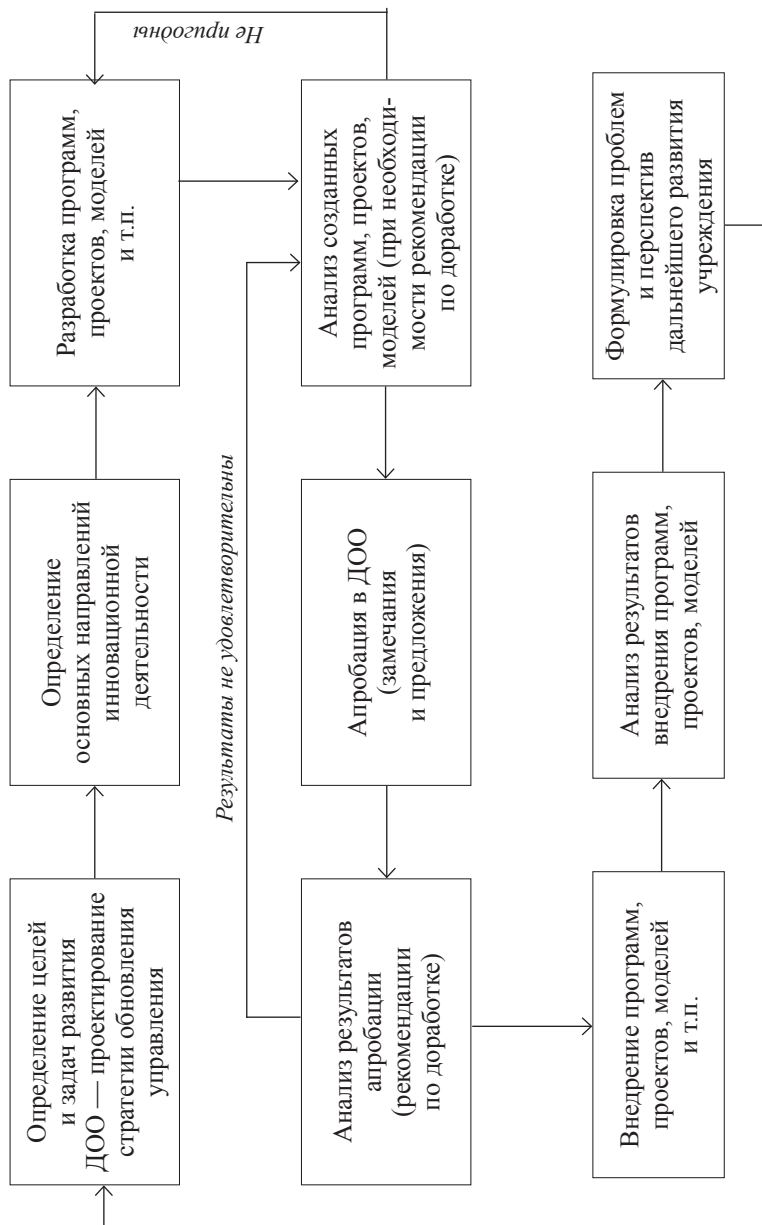 Определение целей
и задач развития
ДОО — проектирование
стратегии обновления
управления
Определение
основных направлений
инновационной
деятельности
Разработка программ,
проектов, моделей
и т.п.
Не пригодны
Результаты не удовлетворительны
Анализ результатов
апробации
(рекомендации
по доработке)
Апробация в ДОО
(замечания
и предложения)
Анализ созданных
программ, проектов,
моделей (при необходи-
мости рекомендации
по доработке)
Внедрение программ,
проектов, моделей
и т.п.
Анализ результатов
внедрения программ,
проектов, моделей
Формулировка проблем
и перспектив
дальнейшего развития
учреждения